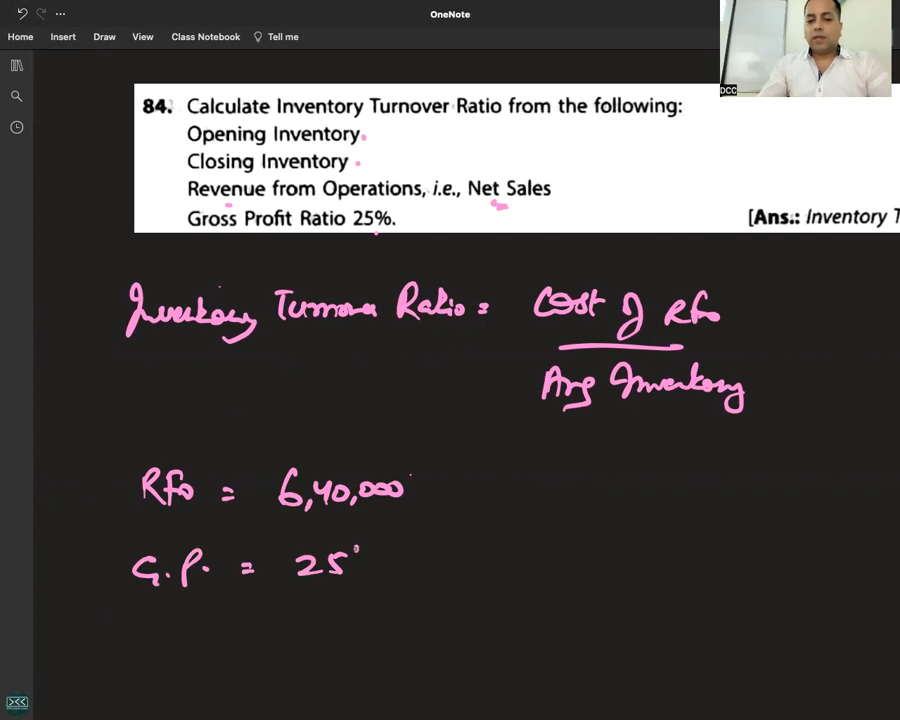 OneNote
Home Insert Draw View Class Notebook Tell me
DCC
84. Calculate Inventory Turnover Ratio from the following:
Opening Inventory
Closing Inventory
Revenue from Operations, i.e., Net Sales
Gross Profit Ratio 25%.
[Ans.: Inventory T
Inventory Turnover Ratio = Cost of Rfo
Avg Inventory
Rfo = 6,40,000
G.P. = 25